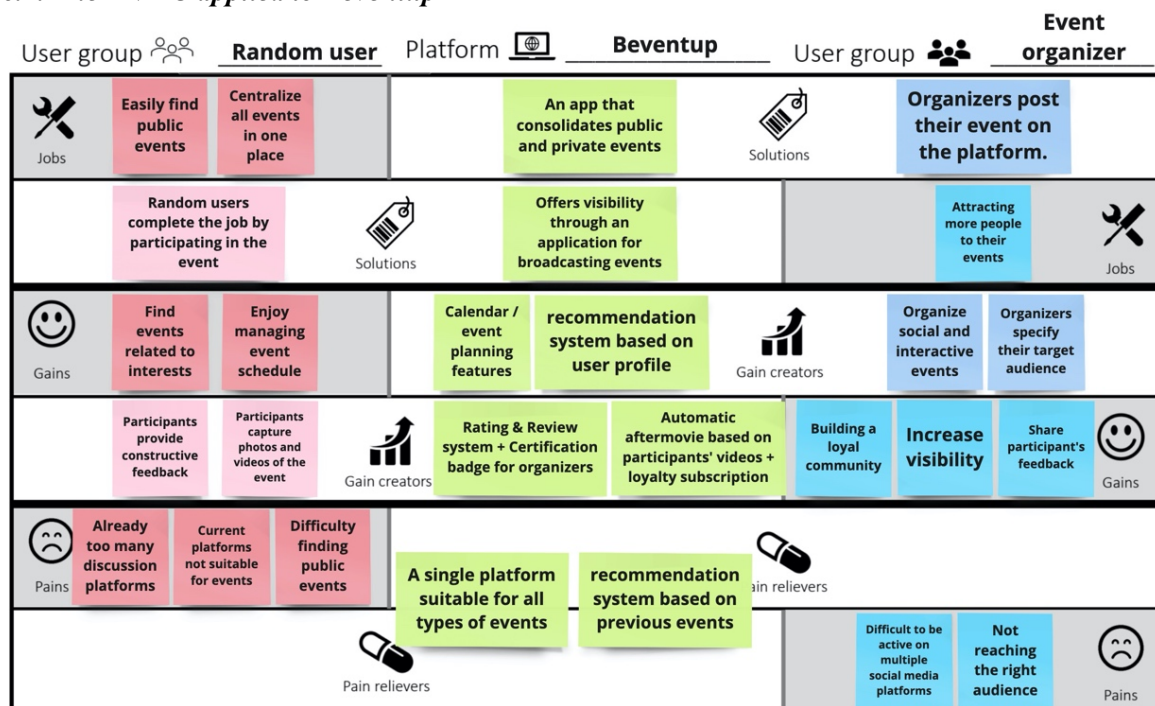 User group
Random user
Platform
Beventup
User group
Event
organizer
Jobs
Easily find
public
events
Centralize
all events
in one
place
An app that
consolidates public
and private events
Solutions
Organizers post
their event on
the platform.
Random users
complete the job by
participating in the
event
Solutions
Offers visibility
through an
application for
broadcasting events
Attracting
more people
to their
events
Jobs
Gains
Find
events
related to
interests
Enjoy
managing
event
schedule
Calendar /
event
planning
features
recommendation
system based on
user profile
Gain creators
Organize
social and
interactive
events
Organizers
specify
their target
audience
Participants
provide
constructive
feedback
Participants
capture
photos and
videos of the
event
Gain creators
Rating & Review
system + Certification
badge for organizers
Automatic
aftermovie based on
participants' videos +
loyalty subscription
Building a
loyal
community
Increase
visibility
Share
participant's
feedback
Gains
Pains
Already
too many
discussion
platforms
Current
platforms
not suitable
for events
Difficulty
finding
public
events
A single platform
suitable for all
types of events
recommendation
system based on
previous events
ain relievers
Pain relievers
Difficult to be
active on
multiple
social media
platforms
Not
reaching
the right
audience
Pains